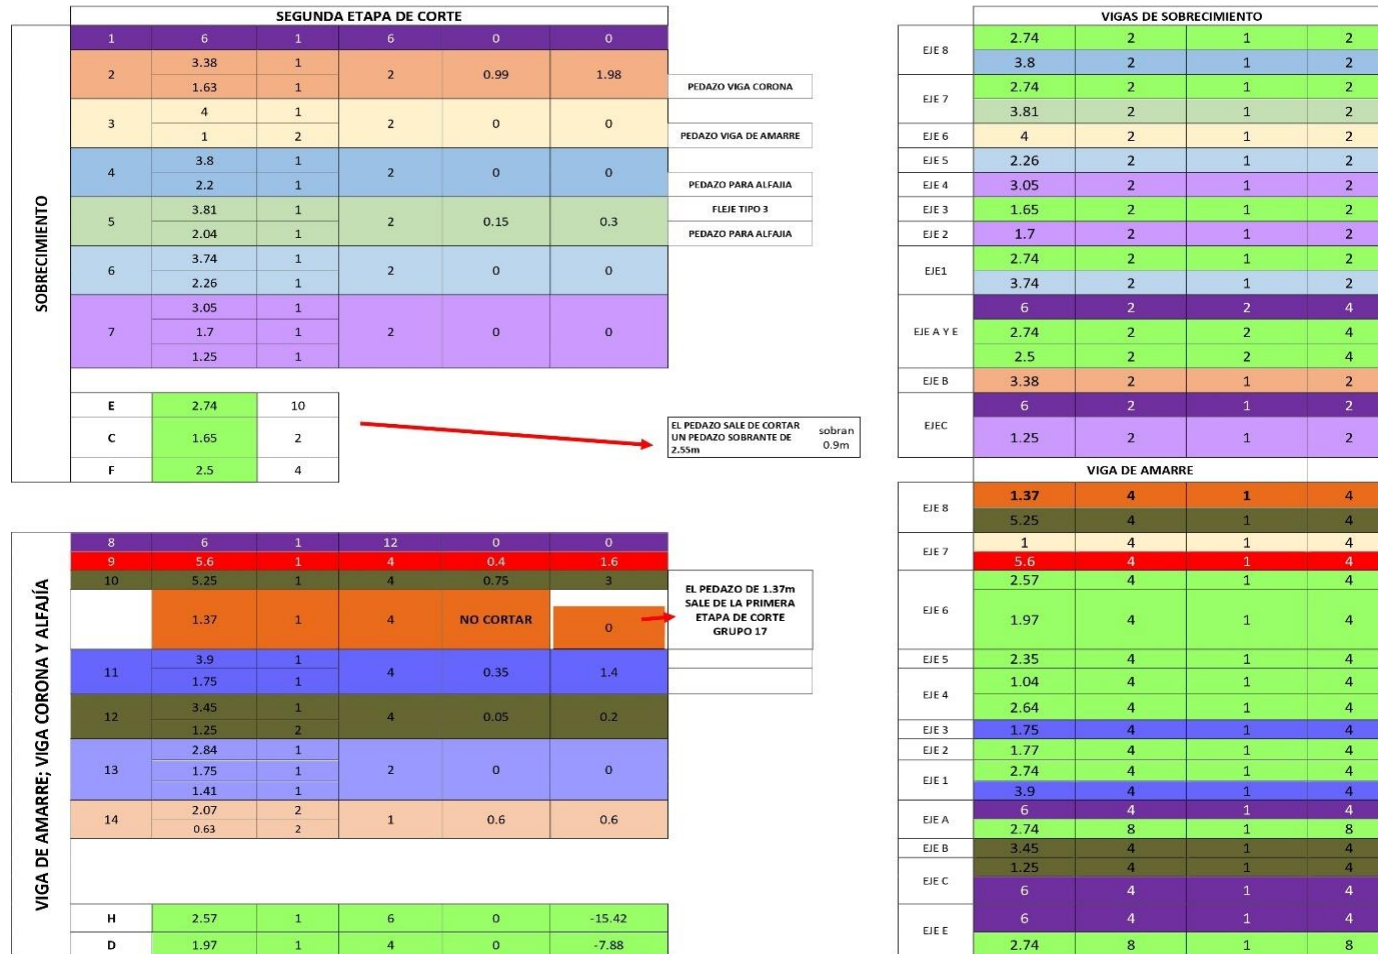 SEGUNDA ETAPA DE CORTE
SOBRECIMIENTO
1 6 1 6 0 0
2 3.38 1 2 0.99 1.98
1.63 1 PEDAZO VIGA CORONA
3 4 1 2 0 0
1 2 PEDAZO VIGA DE AMARRE
4 3.8 1 2 0 0
2.2 1 PEDAZO PARA ALFAJIA
5 3.81 1 2 0.15 0.3 FLEJE TIPO 3
2.04 1 PEDAZO PARA ALFAJIA
6 3.74 1 2 0 0
2.26 1
7 3.05 1 2 0 0
1.7 1
1.25 1
E 2.74 10
C 1.65 2
F 2.5 4
EL PEDAZO SALE DE CORTAR
UN PEDAZO SOBRANTE DE
2.55m
sobran
0.9m
VIGA DE AMARRE; VIGA CORONA Y ALFAJÍA
8 6 1 12 0 0
9 5.6 1 4 0.4 1.6
10 5.25 1 4 0.75 3
1.37 1 4 NO CORTAR 0
EL PEDAZO DE 1.37m
SALE DE LA PRIMERA
ETAPA DE CORTE
GRUPO 17
11 3.9 1 4 0.35 1.4
1.75 1
12 3.45 1 4 0.05 0.2
1.25 2
13 2.84 1 2 0 0
1.75 1
1.41 1
14 2.07 2 1 0.6 0.6
0.63 2
H 2.57 1 6 0 -15.42
D 1.97 1 4 0 -7.88
VIGAS DE SOBRECIMIENTO
EJE 8 2.74 2 1 2
3.8 2 1 2
EJE 7 2.74 2 1 2
3.81 2 1 2
EJE 6 4 2 1 2
EJE 5 2.26 2 1 2
EJE 4 3.05 2 1 2
EJE 3 1.65 2 1 2
EJE 2 1.7 2 1 2
EJE1 2.74 2 1 2
3.74 2 1 2
EJE A Y E 6 2 2 4
2.74 2 2 4
2.5 2 2 4
EJE B 3.38 2 1 2
EJEC 6 2 1 2
1.25 2 1 2
VIGA DE AMARRE
EJE 8 1.37 4 1 4
5.25 4 1 4
EJE 7 1 4 1 4
5.6 4 1 4
EJE 6 2.57 4 1 4
1.97 4 1 4
EJE 5 2.35 4 1 4
EJE 4 1.04 4 1 4
2.64 4 1 4
EJE 3 1.75 4 1 4
EJE 2 1.77 4 1 4
EJE 1 2.74 4 1 4
3.9 4 1 4
EJE A 6 4 1 4
2.74 8 1 8
EJE B 3.45 4 1 4
EJE C 1.25 4 1 4
6 4 1 4
EJE E 6 4 1 4
2.74 8 1 8